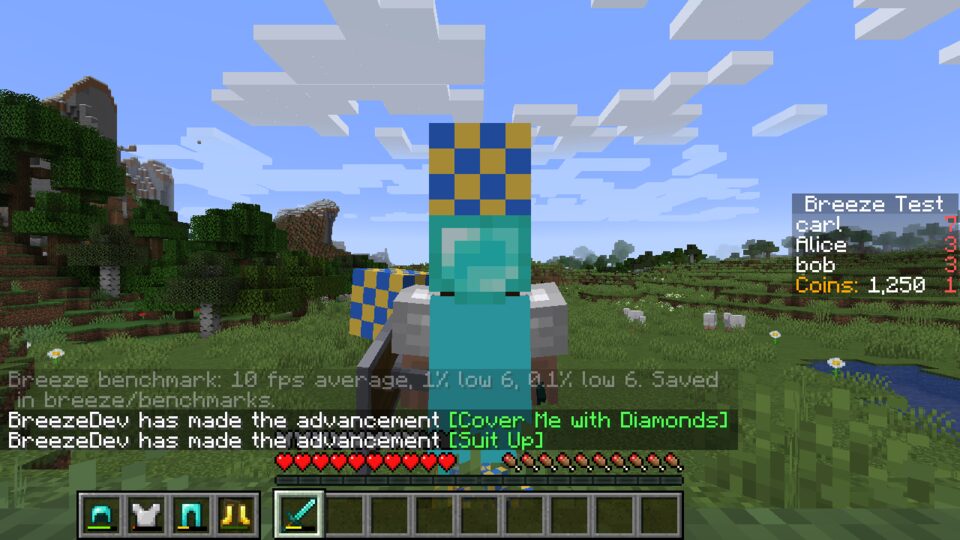 Breeze Test
carl 7
Alice 3
bob 3
Coins: 1,250 1
Breeze benchmark: 10 fps average, 1% low 6, 0.1% low 6. Saved
in breeze/benchmarks.
BreezeDev has made the advancement [Cover Me with Diamonds]
BreezeDev has made the advancement [Suit Up]